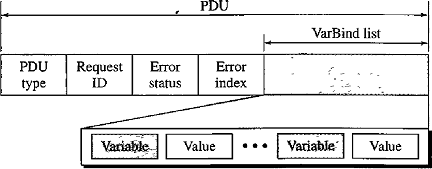 PDU
VarBind list
PDU type
Request ID
Error status
Error index
Variable Value ••• Variable Value